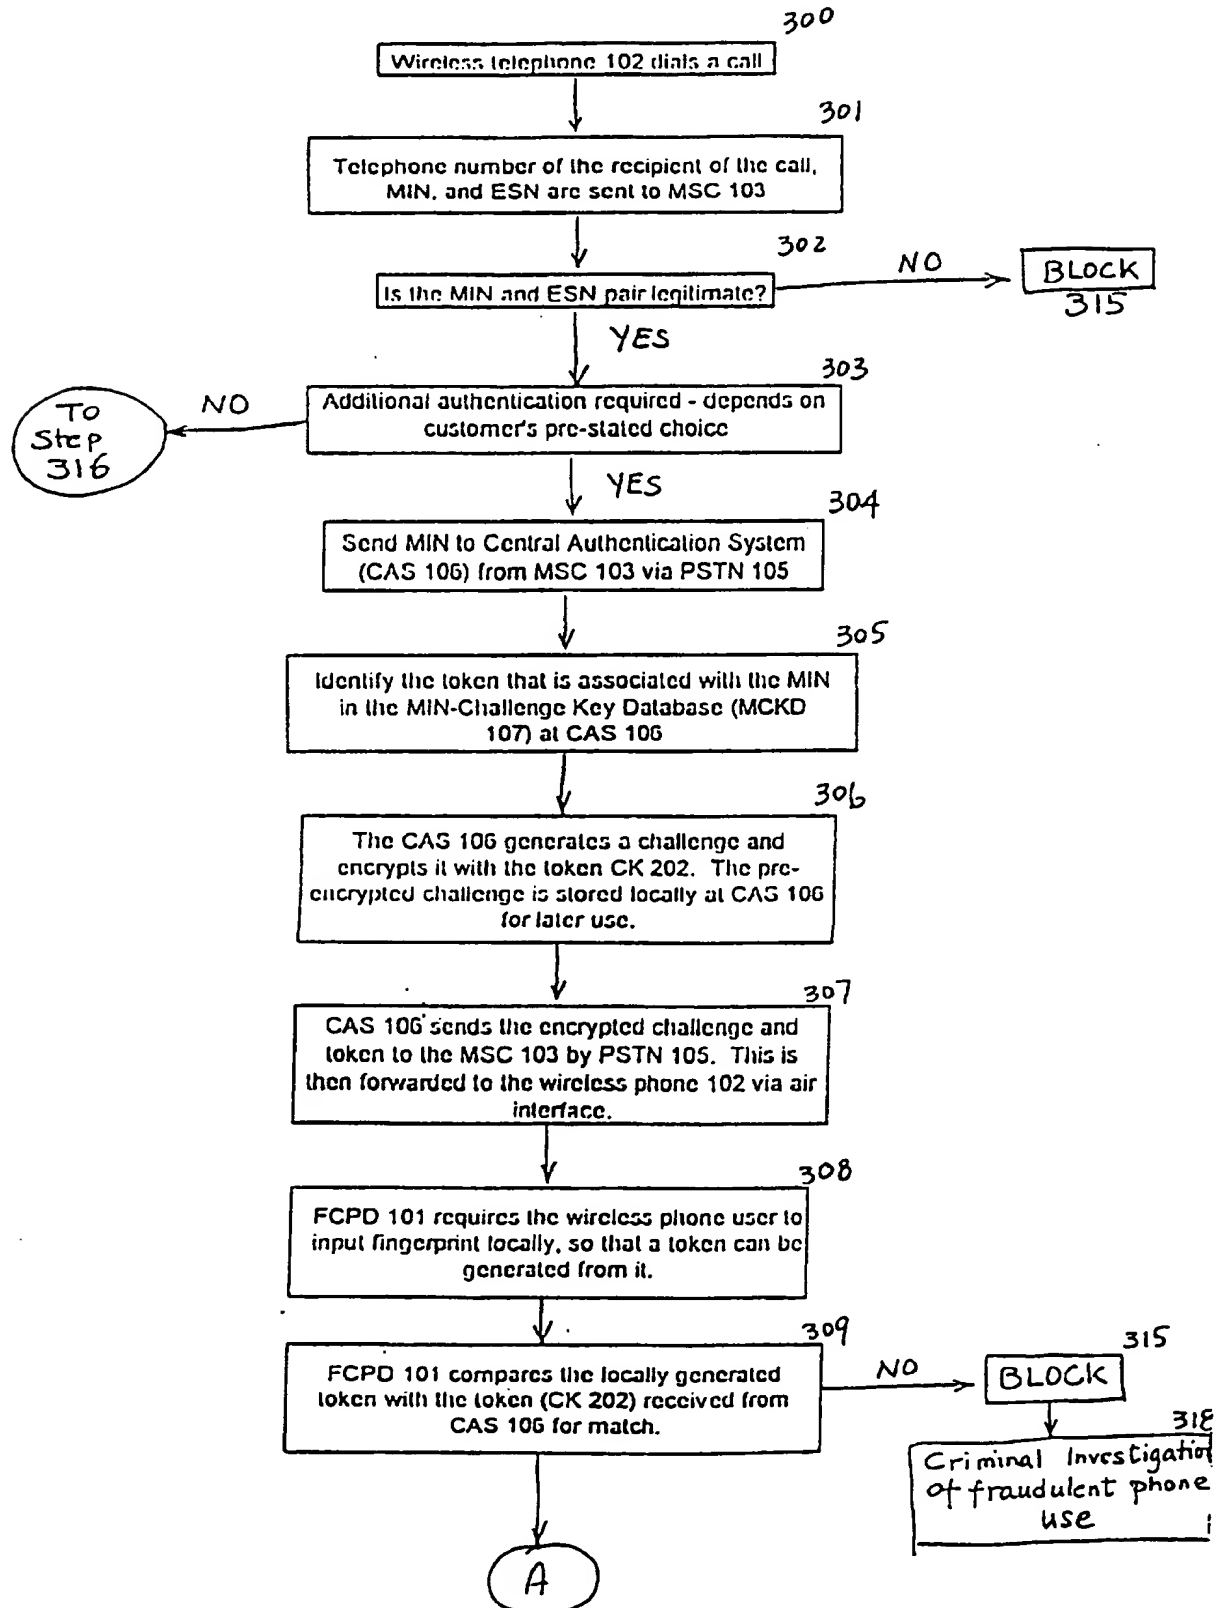 300
Wireless telephone 102 dials a call
301
Telephone number of the recipient of the call,
MIN, and ESN are sent to MSC 103
302
Is the MIN and ESN pair legitimate?
NO
BLOCK
315
YES
303
Additional authentication required - depends on
customer's pre-stated choice
NO
TO
Step
316
YES
304
Send MIN to Central Authentication System
(CAS 106) from MSC 103 via PSTN 105
305
Identify the token that is associated with the MIN
in the MIN-Challenge Key Database (MCKD
107) at CAS 106
306
The CAS 106 generates a challenge and
encrypts it with the token CK 202. The pre-
encrypted challenge is stored locally at CAS 106
for later use.
307
CAS 106 sends the encrypted challenge and
token to the MSC 103 by PSTN 105. This is
then forwarded to the wireless phone 102 via air
interface.
308
FCPD 101 requires the wireless phone user to
input fingerprint locally, so that a token can be
generated from it.
309
FCPD 101 compares the locally generated
token with the token (CK 202) received from
CAS 106 for match.
NO
315
BLOCK
318
Criminal Investigation
of fraudulent phone
use
A